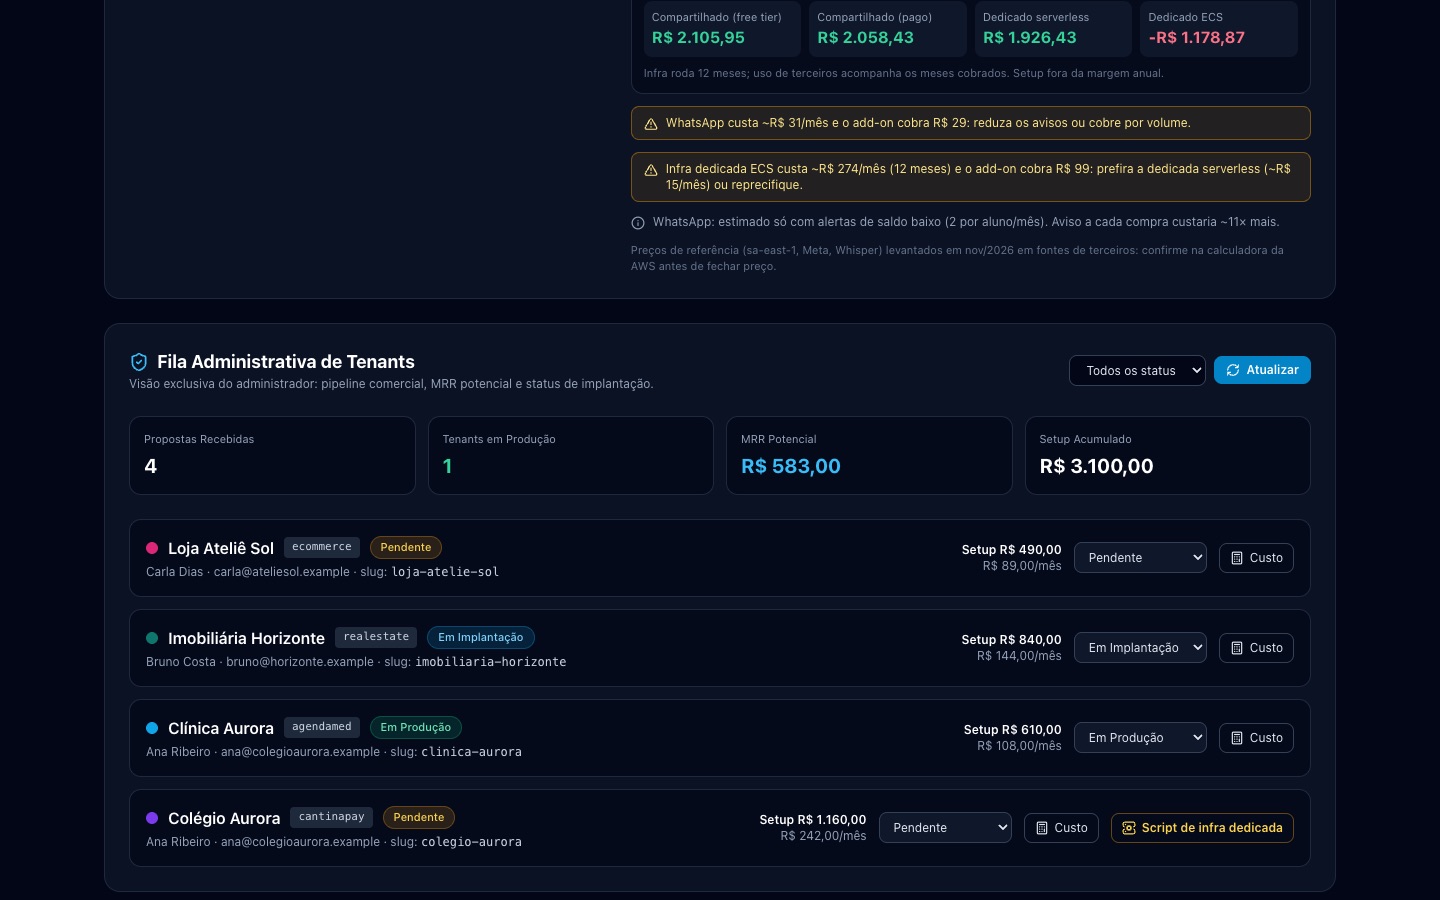 Compartilhado (free tier)
R$ 2.105,95
Compartilhado (pago)
R$ 2.058,43
Dedicado serverless
R$ 1.926,43
Dedicado ECS
-R$ 1.178,87
Infra roda 12 meses; uso de terceiros acompanha os meses cobrados. Setup fora da margem anual.
WhatsApp custa ~R$ 31/mês e o add-on cobra R$ 29: reduza os avisos ou cobre por volume.
Infra dedicada ECS custa ~R$ 274/mês (12 meses) e o add-on cobra R$ 99: prefira a dedicada serverless (~R$
15/mês) ou reprecifique.
WhatsApp: estimado só com alertas de saldo baixo (2 por aluno/mês). Aviso a cada compra custaria ~11× mais.
Preços de referência (sa-east-1, Meta, Whisper) levantados em nov/2026 em fontes de terceiros: confirme na calculadora da
AWS antes de fechar preço.
Fila Administrativa de Tenants
Visão exclusiva do administrador: pipeline comercial, MRR potencial e status de implantação.
Todos os status
Atualizar
Propostas Recebidas
4
Tenants em Produção
1
MRR Potencial
R$ 583,00
Setup Acumulado
R$ 3.100,00
Loja Ateliê Sol ecommerce Pendente
Carla Dias · carla@ateliesol.example · slug: loja-atelie-sol
Setup R$ 490,00
R$ 89,00/mês
Pendente
Custo
Imobiliária Horizonte realestate Em Implantação
Bruno Costa · bruno@horizonte.example · slug: imobiliaria-horizonte
Setup R$ 840,00
R$ 144,00/mês
Em Implantação
Custo
Clínica Aurora agendamed Em Produção
Ana Ribeiro · ana@colegioaurora.example · slug: clinica-aurora
Setup R$ 610,00
R$ 108,00/mês
Em Produção
Custo
Colégio Aurora cantinapay Pendente
Ana Ribeiro · ana@colegioaurora.example · slug: colegio-aurora
Setup R$ 1.160,00
R$ 242,00/mês
Pendente
Custo
Script de infra dedicada